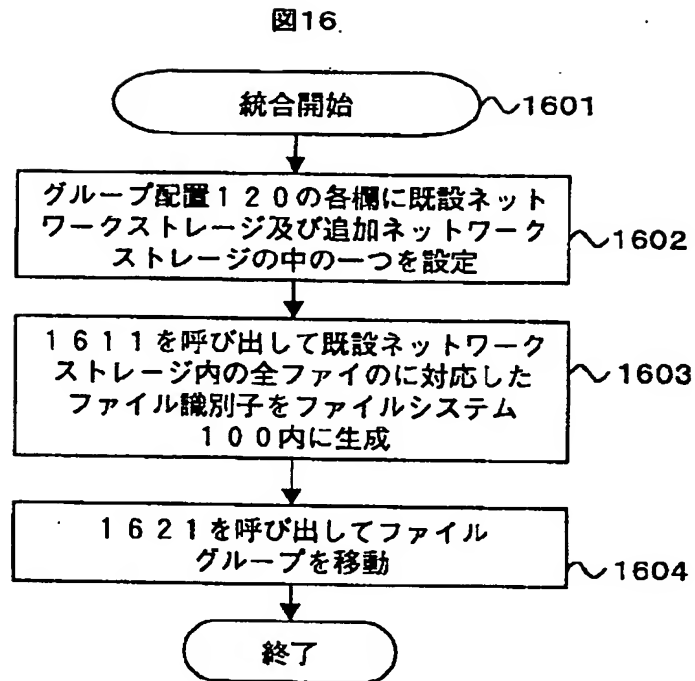 図16.
統合開始
1601
グループ配置120の各欄に既設ネット
ワークストレージ及び追加ネットワーク
ストレージの中の一つを設定
1602
1611を呼び出して既設ネットワーク
ストレージ内の全ファイのに対応した
ファイル識別子をファイルシステム
100内に生成
1603
1621を呼び出してファイル
グループを移動
1604
終了